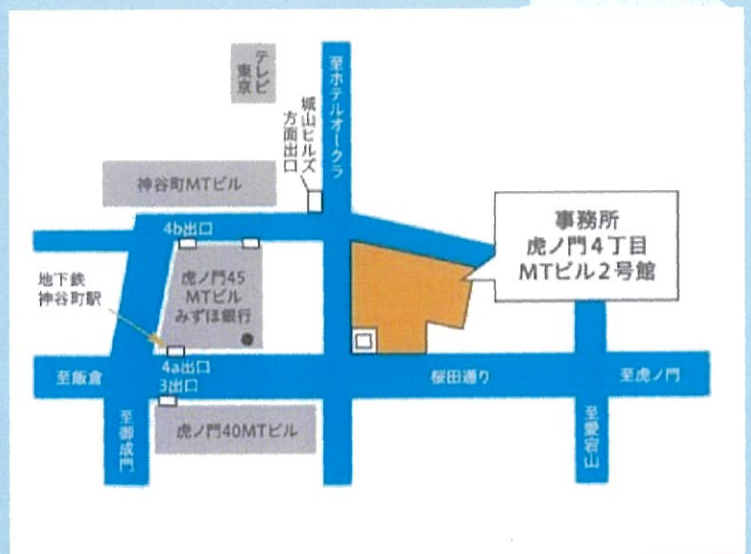 テレビ
東京
至ホテルオークラ
城山ヒルズ
方面出口
神谷町MTビル
4b出口
事務所
虎ノ門4丁目
MTビル2号館
地下鉄
神谷町駅
虎ノ門45
MTビル
みずほ銀行
4a出口
3出口
至飯倉
桜田通り
至虎ノ門
至御成門
虎ノ門40MTビル
至愛宕山